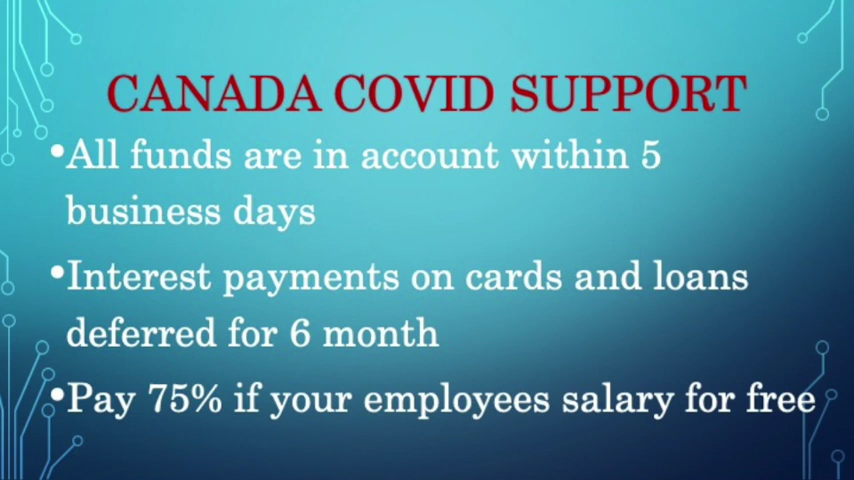 CANADA COVID SUPPORT
•All funds are in account within 5
business days
•Interest payments on cards and loans
deferred for 6 month
•Pay 75% if your employees salary for free